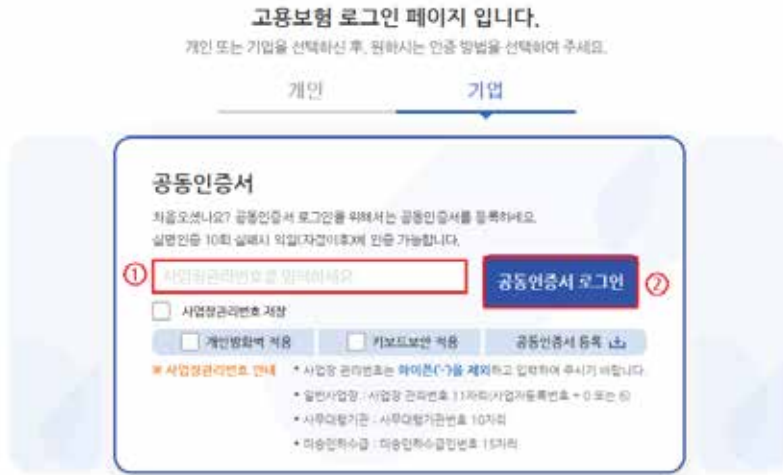 고용보험 로그인 페이지 입니다.
개인 또는 기업을 선택하신 후, 원하시는 인증 방법을 선택하여 주세요.
개인 기업
공동인증서
처음오셨나요? 공동인증서 로그인을 위해서는 공동인증서를 등록하세요.
실명인증 10회 실패시 익일(자정이후)에 인증 가능합니다.
① 사업장관리번호를 입력하세요 공동인증서 로그인 ②
사업장관리번호 저장
개인방화벽 적용 키보드보안 적용 공동인증서 등록
※ 사업장관리번호 안내 • 사업장 관리번호는 하이픈('-')을 제외하고 입력하여 주시기 바랍니다.
• 일반사업장 : 사업장 관리번호 11자리(사업자등록번호 + 0 또는 6)
• 사무대행기관 : 사무대행기관번호 10자리
• 미승인하수급 : 미승인하수급인번호 15자리